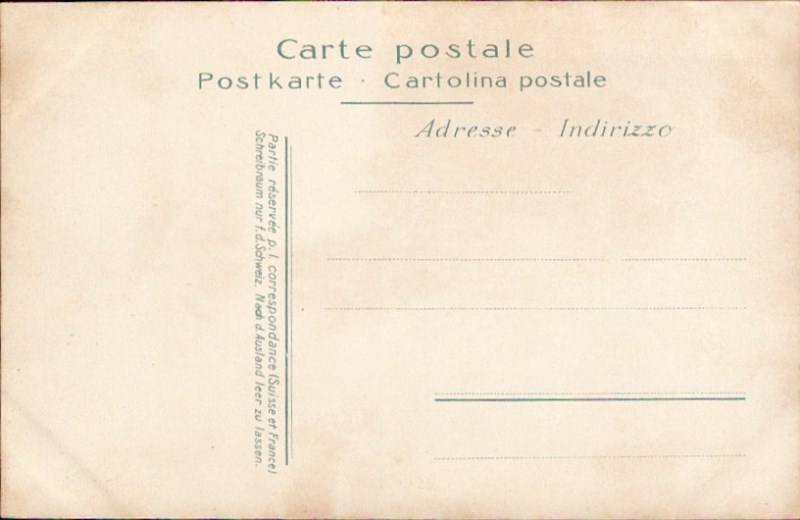 Carte postale
Postkarte · Cartolina postale
Adresse - Indirizzo
Partie réservée p. l. correspondance (Suisse et France)
Schreibraum nur f. d. Schweiz. Nach d. Ausland leer zu lassen.